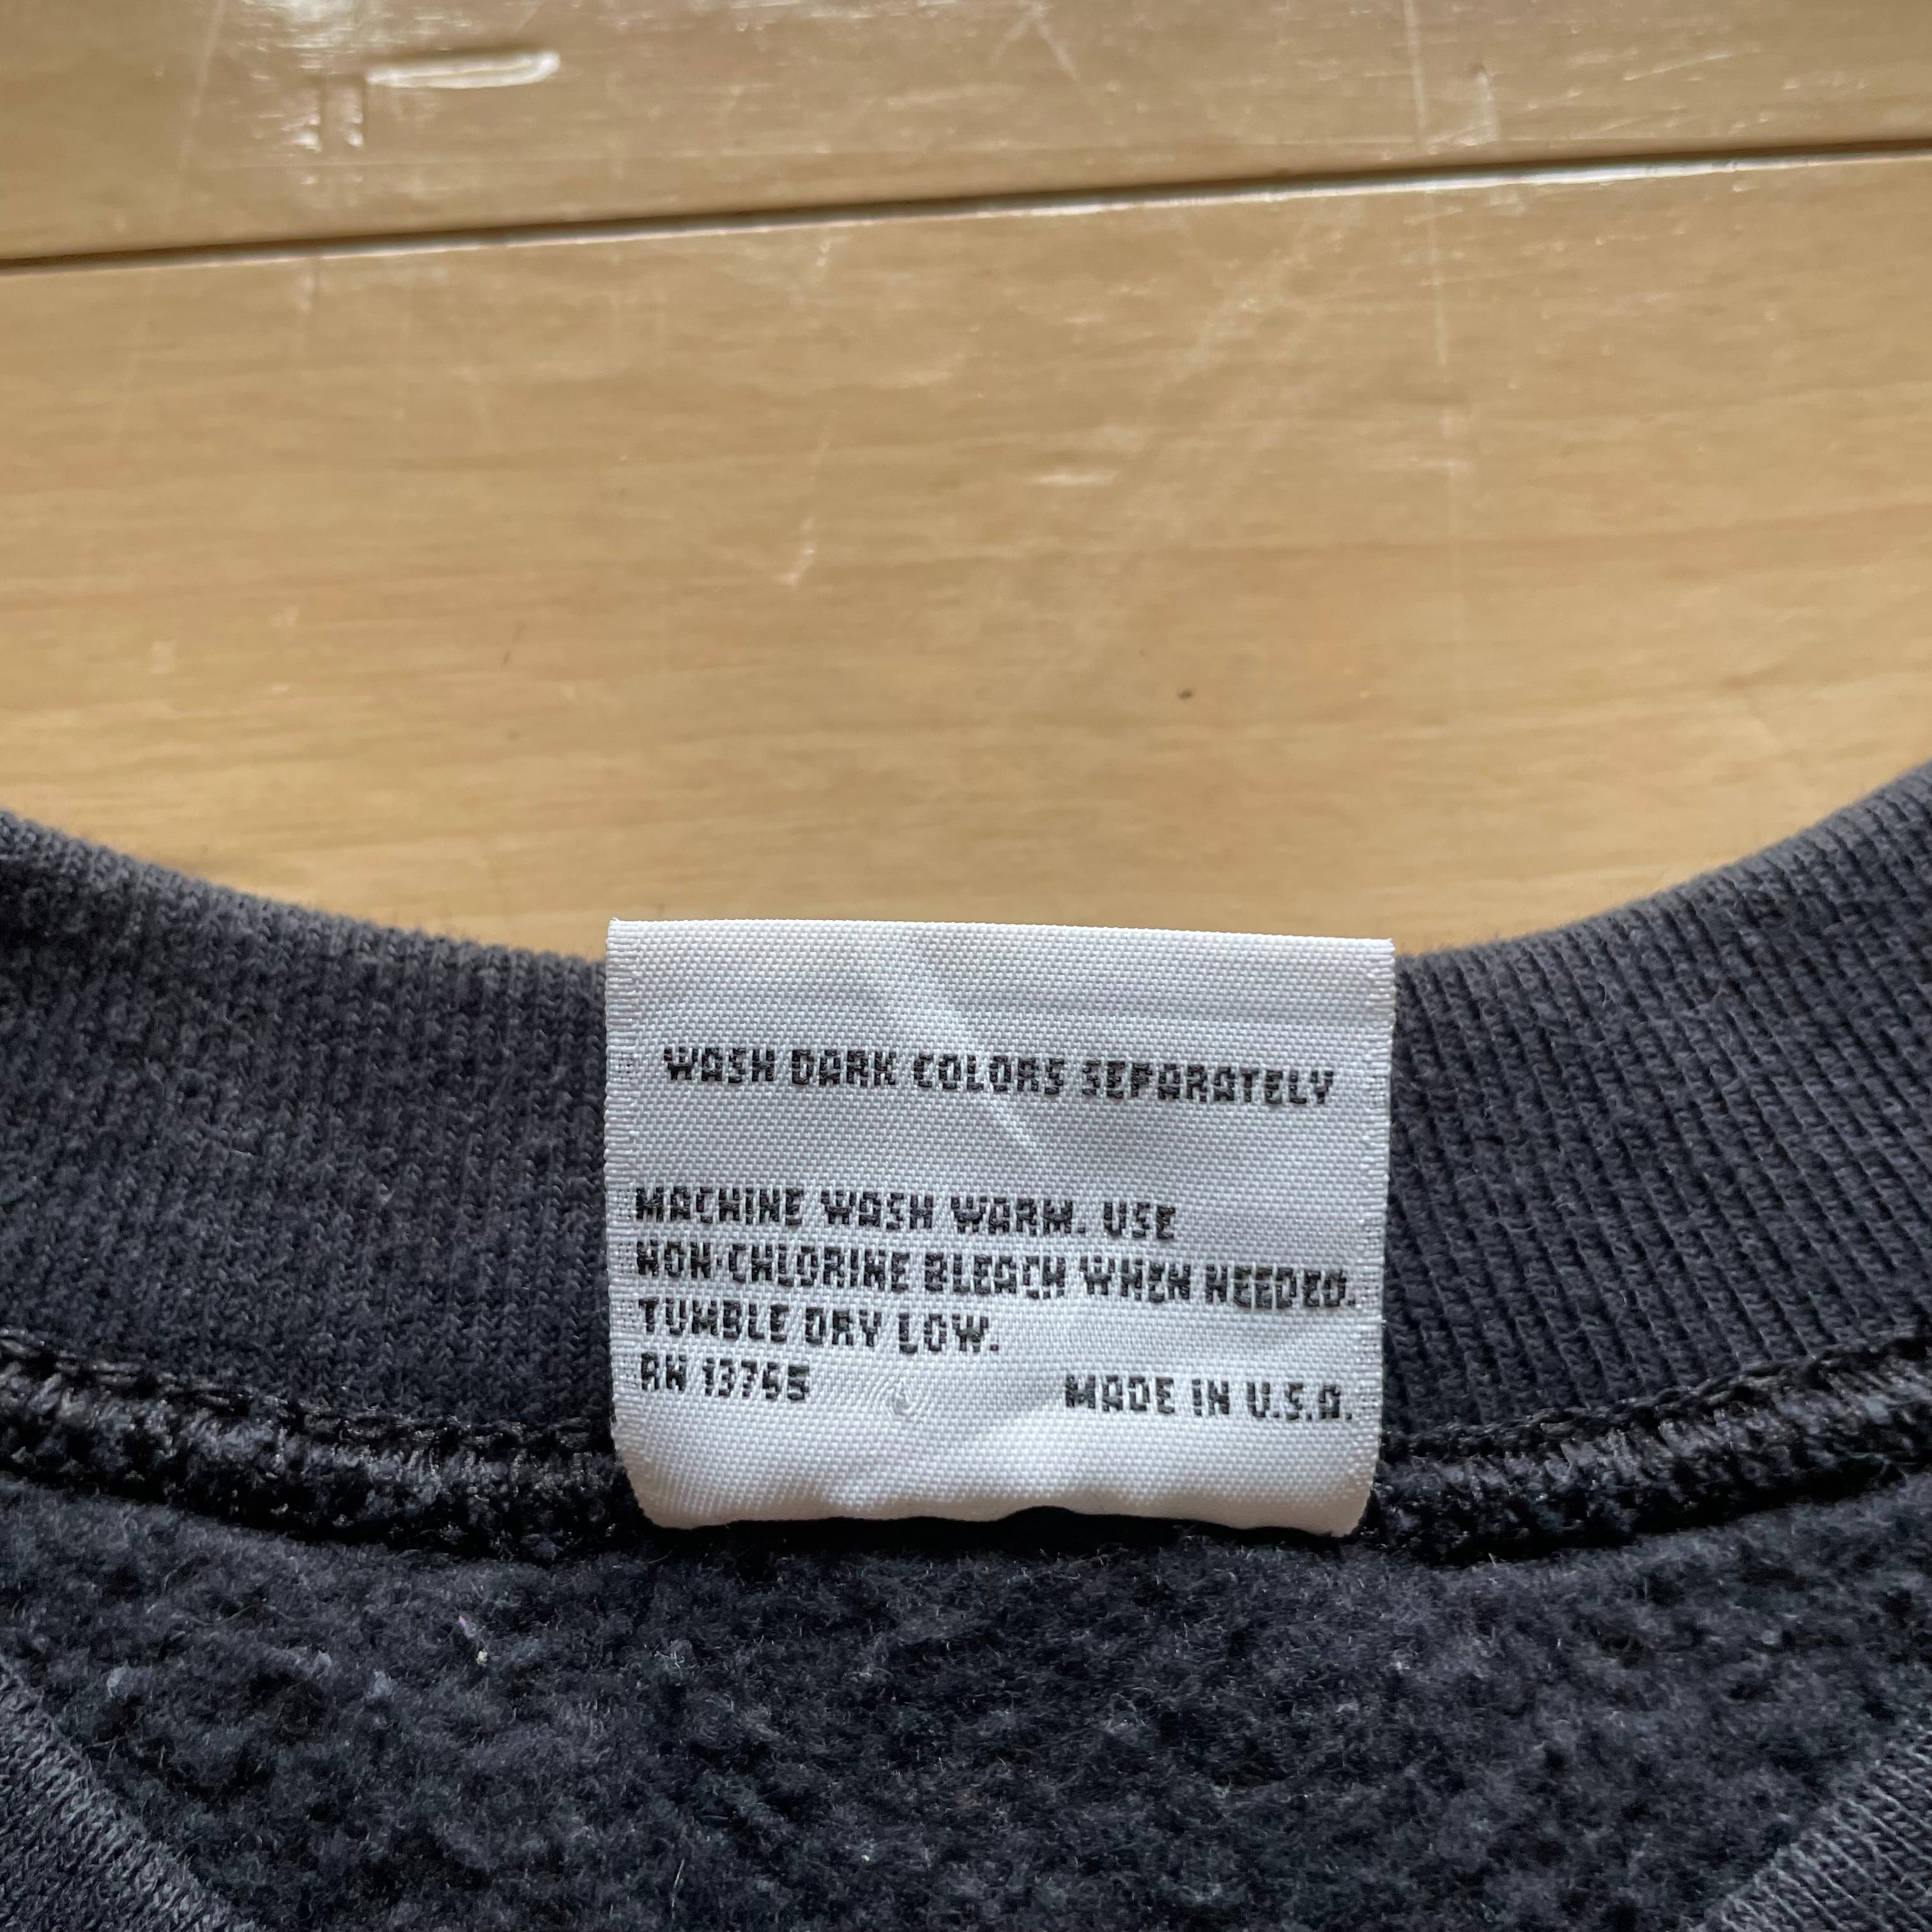 WASH DARK COLORS SEPARATELY
MACHINE WASH WARM. USE
NON-CHLORINE BLEACH WHEN NEEDED.
TUMBLE DRY LOW.
RN 13765 MADE IN U.S.A.